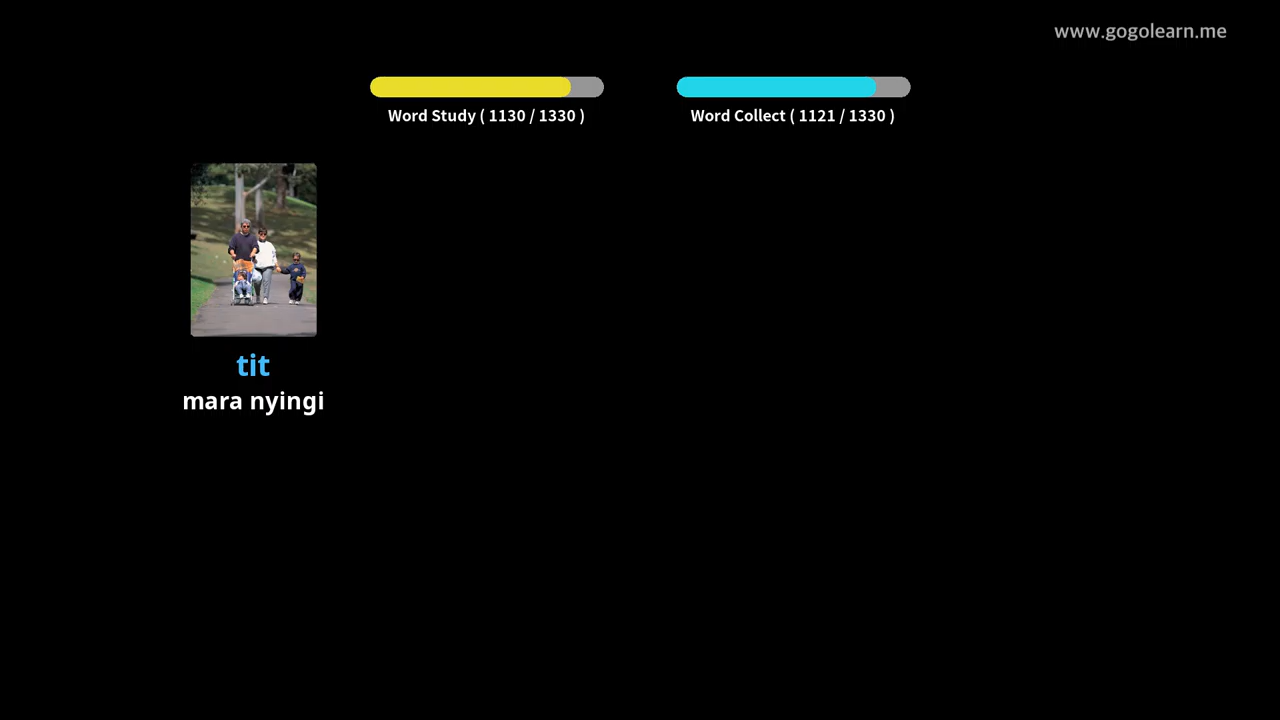 www.gogolearn.me
Word Study ( 1130 / 1330 )
Word Collect ( 1121 / 1330 )
tit
mara nyingi